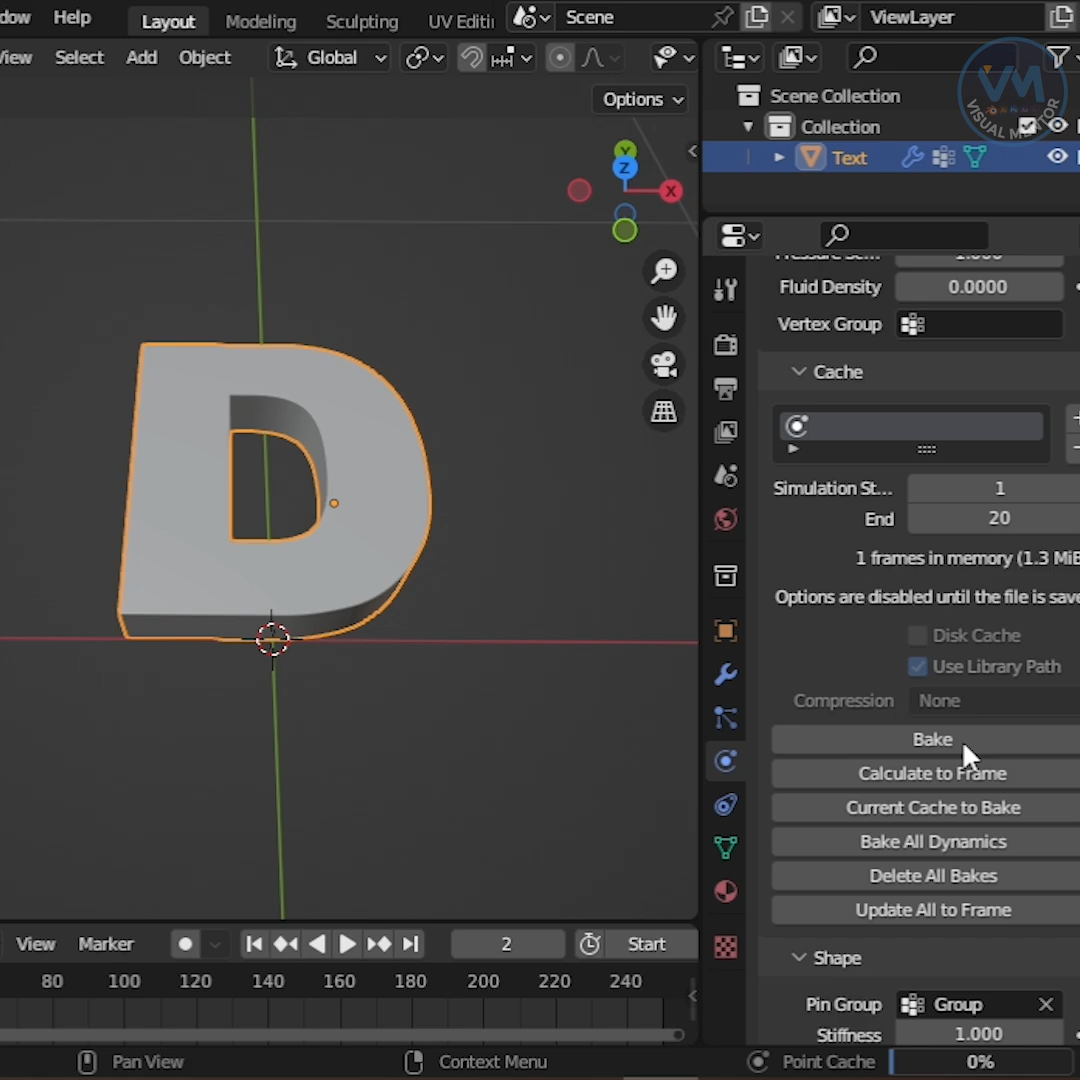 dow Help Layout Modeling Sculpting UV Editi Scene ViewLayer
View Select Add Object Global
Options
Scene Collection
Collection
Text
VM
VISUAL MENTOR
Y
Z
X
Fluid Density 0.0000
Vertex Group
Cache
Simulation St... 1
End 20
1 frames in memory (1.3 MiB
Options are disabled until the file is save
Disk Cache
Use Library Path
Compression None
Bake
Calculate to Frame
Current Cache to Bake
Bake All Dynamics
Delete All Bakes
Update All to Frame
Shape
Pin Group Group
Stiffness 1.000
D
View Marker 2 Start
80 100 120 140 160 180 200 220 240
Pan View Context Menu Point Cache 0%